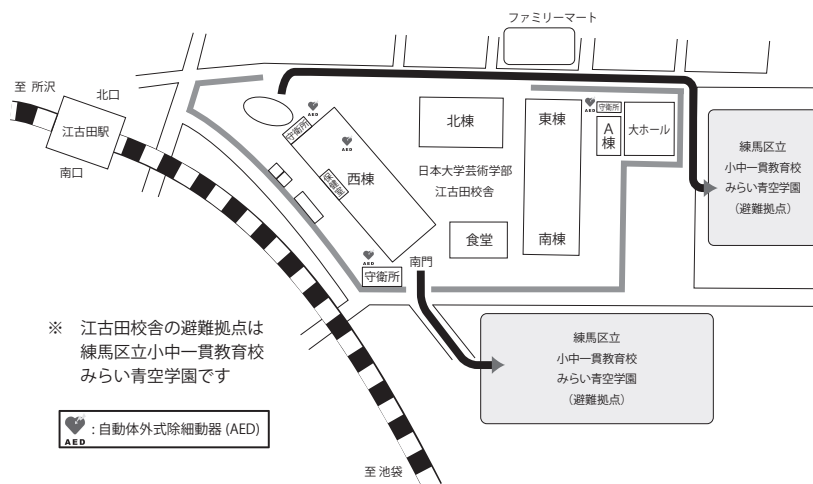 ファミリーマート
至 所沢
北口
江古田駅
南口
守衛所
AED
AED
西棟
保健室
北棟
日本大学芸術学部
江古田校舎
東棟
南棟
AED
守衛所
A
棟
大ホール
食堂
AED
守衛所
南門
練馬区立
小中一貫教育校
みらい青空学園
(避難拠点)
練馬区立
小中一貫教育校
みらい青空学園
(避難拠点)
※ 江古田校舎の避難拠点は
練馬区立小中一貫教育校
みらい青空学園です
AED
: 自動体外式除細動器 (AED)
至 池袋